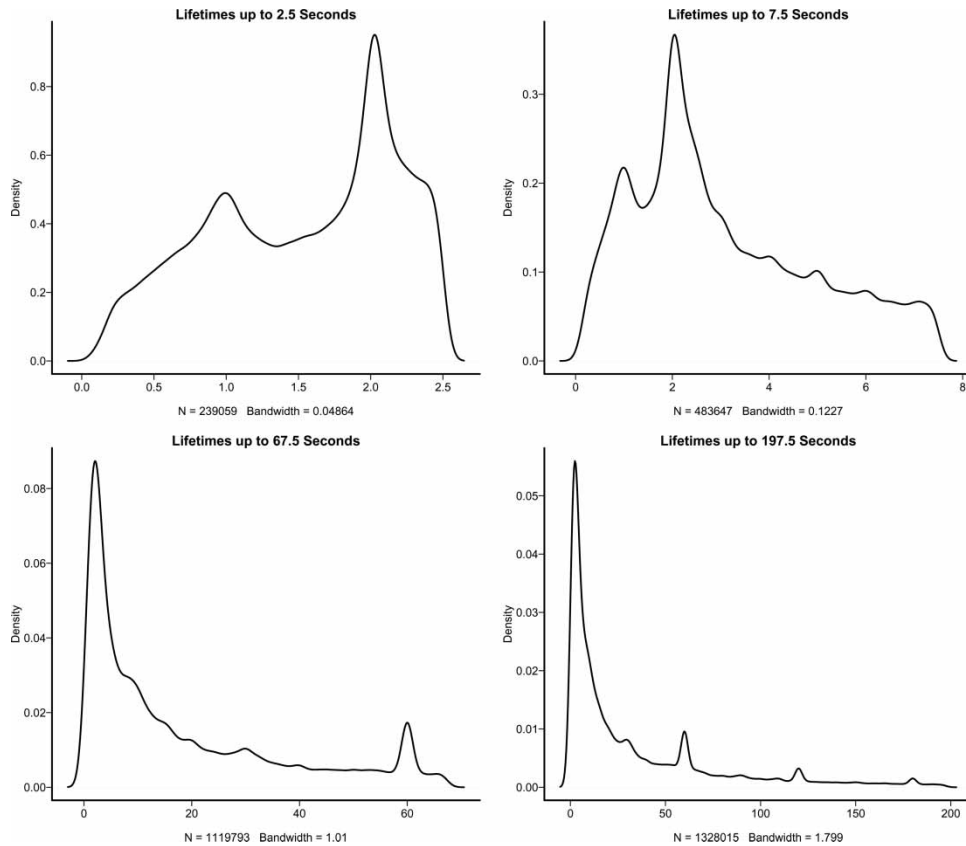 Lifetimes up to 2.5 Seconds
Density
0.8
0.6
0.4
0.2
0.0
0.0 0.5 1.0 1.5 2.0 2.5
N = 239059 Bandwidth = 0.04864
Lifetimes up to 7.5 Seconds
Density
0.3
0.2
0.1
0.0
0 2 4 6 8
N = 483647 Bandwidth = 0.1227
Lifetimes up to 67.5 Seconds
Density
0.08
0.06
0.04
0.02
0.00
0 20 40 60
N = 1119793 Bandwidth = 1.01
Lifetimes up to 197.5 Seconds
Density
0.05
0.04
0.03
0.02
0.01
0.00
0 50 100 150 200
N = 1328015 Bandwidth = 1.799